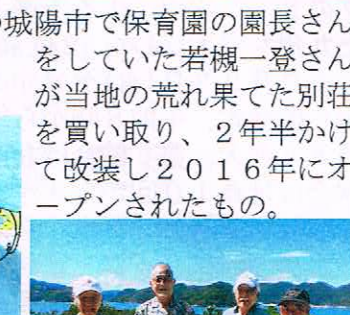 の城陽市で保育園の園長さん
をしていた若槻一登さん
が当地の荒れ果てた別荘
を買い取り、２年半かけ
て改装し２０１６年にオ
ープンされたもの。